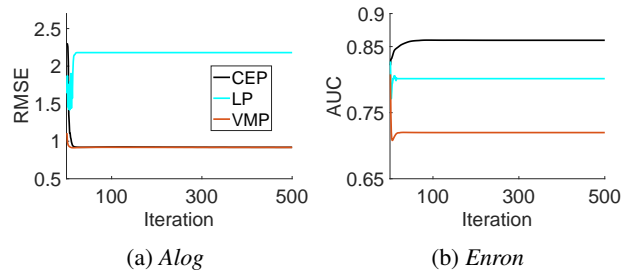 2.5
2
1.5
1
0.5
RMSE
CEP
LP
VMP
100
300
500
Iteration
(a) Alog
0.9
0.85
0.75
0.65
AUC
100
300
500
Iteration
(b) Enron